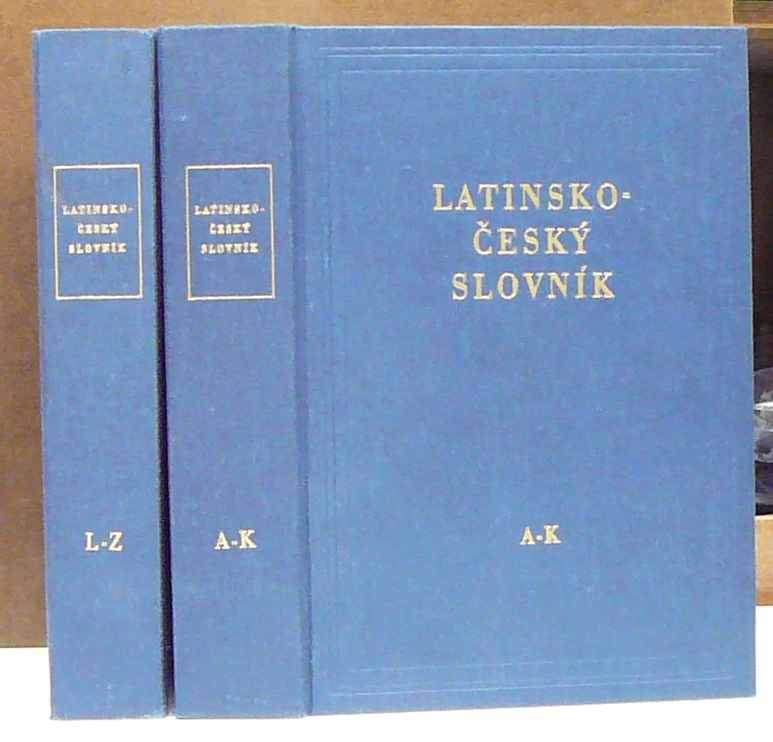 LATINSKO-
ČESKÝ
SLOVNÍK
L-Z
LATINSKO-
ČESKÝ
SLOVNÍK
A-K
LATINSKO-
ČESKÝ
SLOVNÍK
A-K